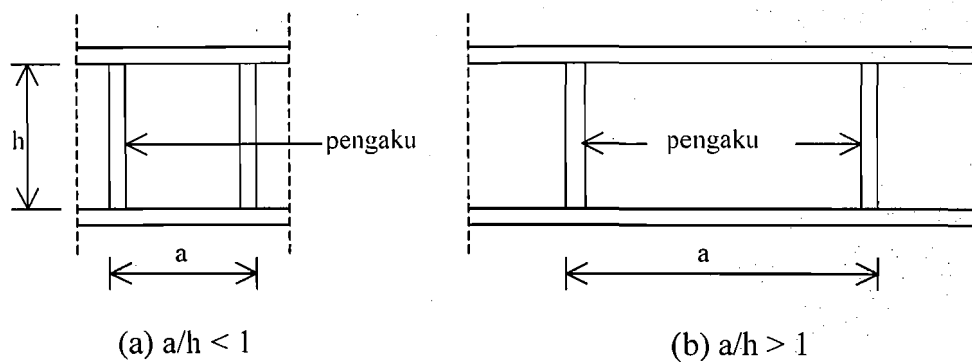 h
pengaku
pengaku
a
a
(a) a/h < 1
(b) a/h > 1